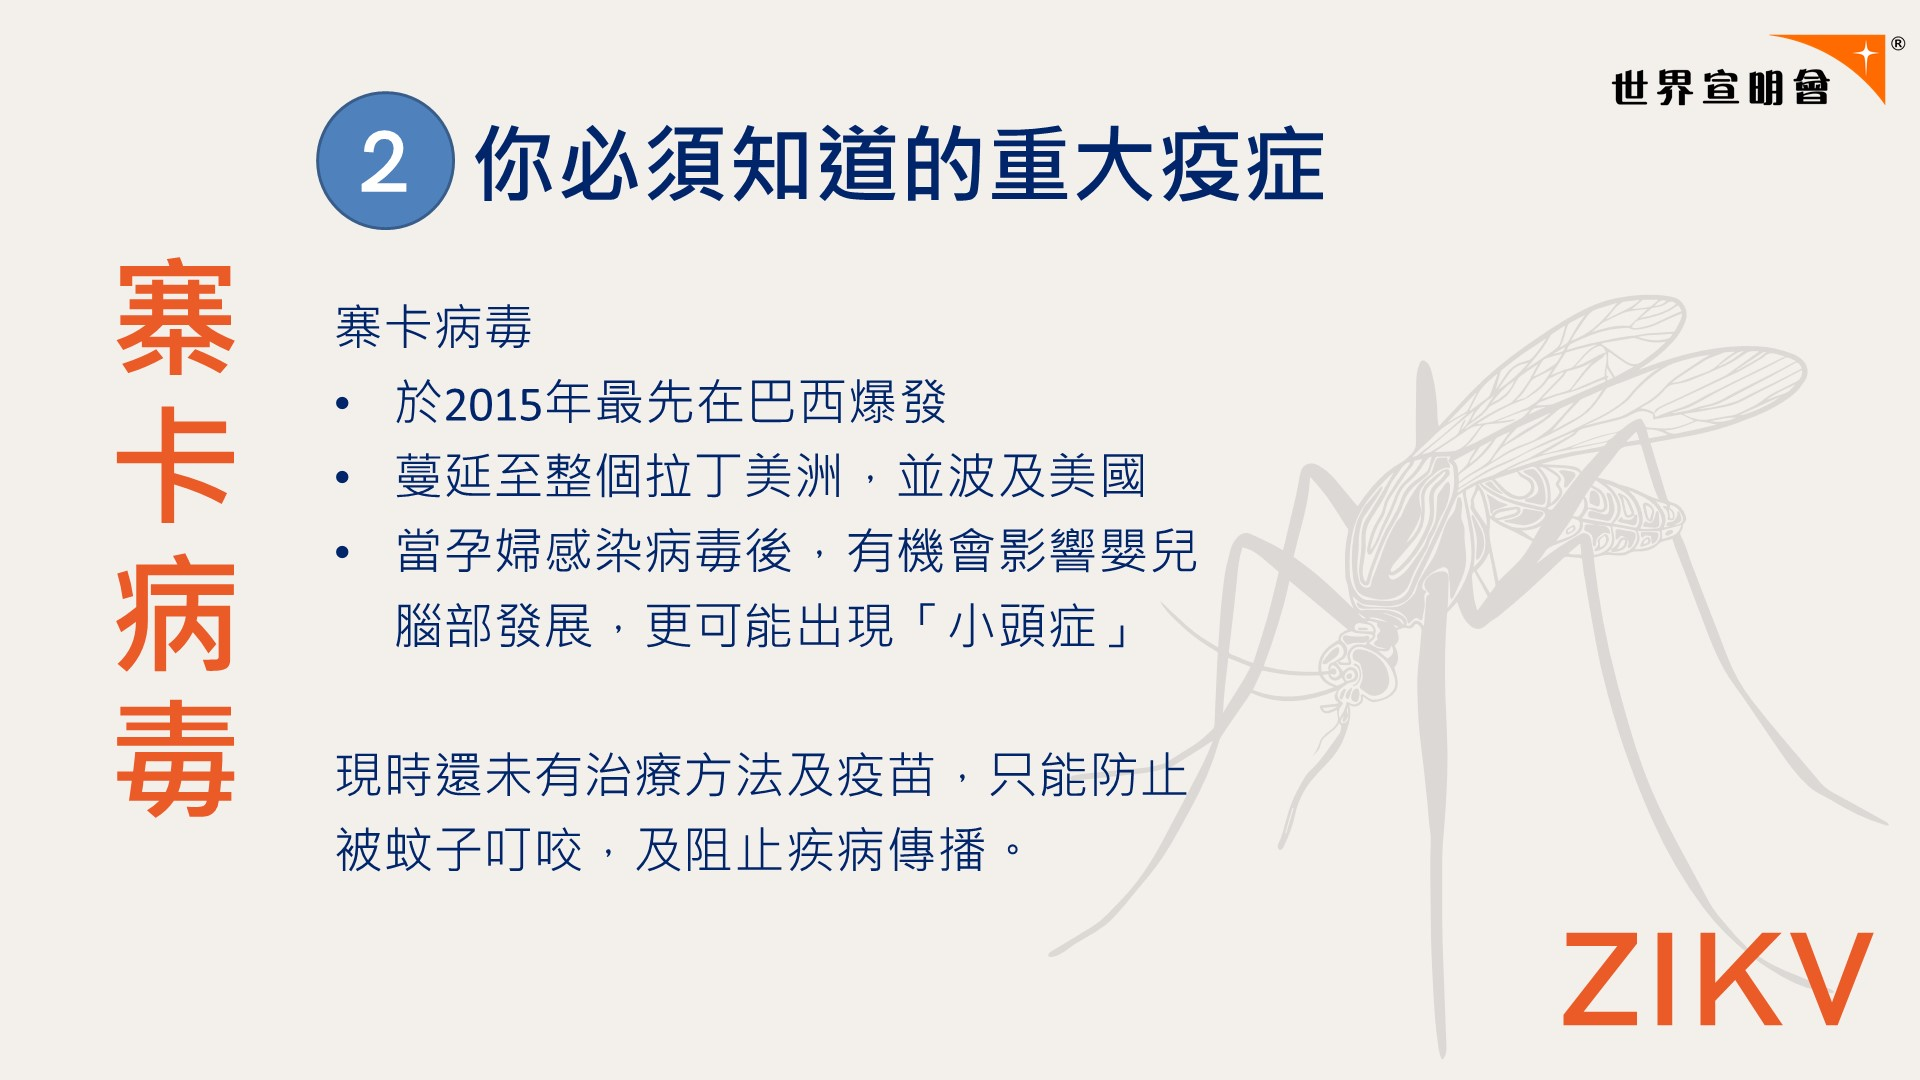 世界宣明會®
2 你必須知道的重大疫症
寨卡病毒
寨卡病毒
• 於2015年最先在巴西爆發
• 蔓延至整個拉丁美洲，並波及美國
• 當孕婦感染病毒後，有機會影響嬰兒
腦部發展，更可能出現「小頭症」
現時還未有治療方法及疫苗，只能防止
被蚊子叮咬，及阻止疾病傳播。
ZIKV